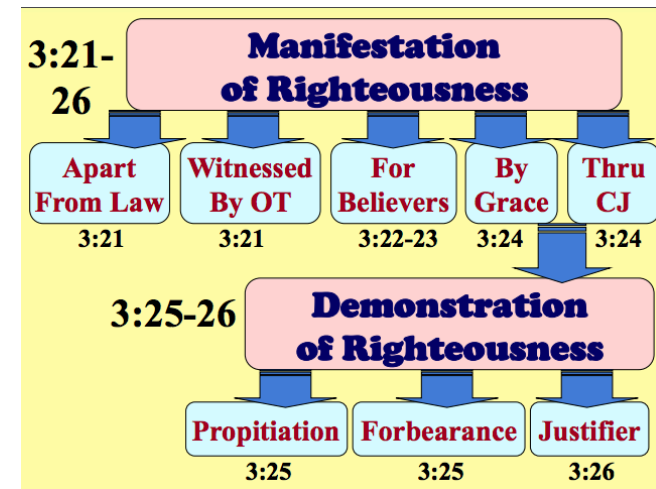 3:21-
26
Manifestation
of Righteousness
Apart
From Law
3:21
Witnessed
By OT
3:21
For
Believers
3:22-23
By
Grace
3:24
Thru
CJ
3:24
3:25-26
Demonstration
of Righteousness
Propitiation
3:25
Forbearance
3:25
Justifier
3:26